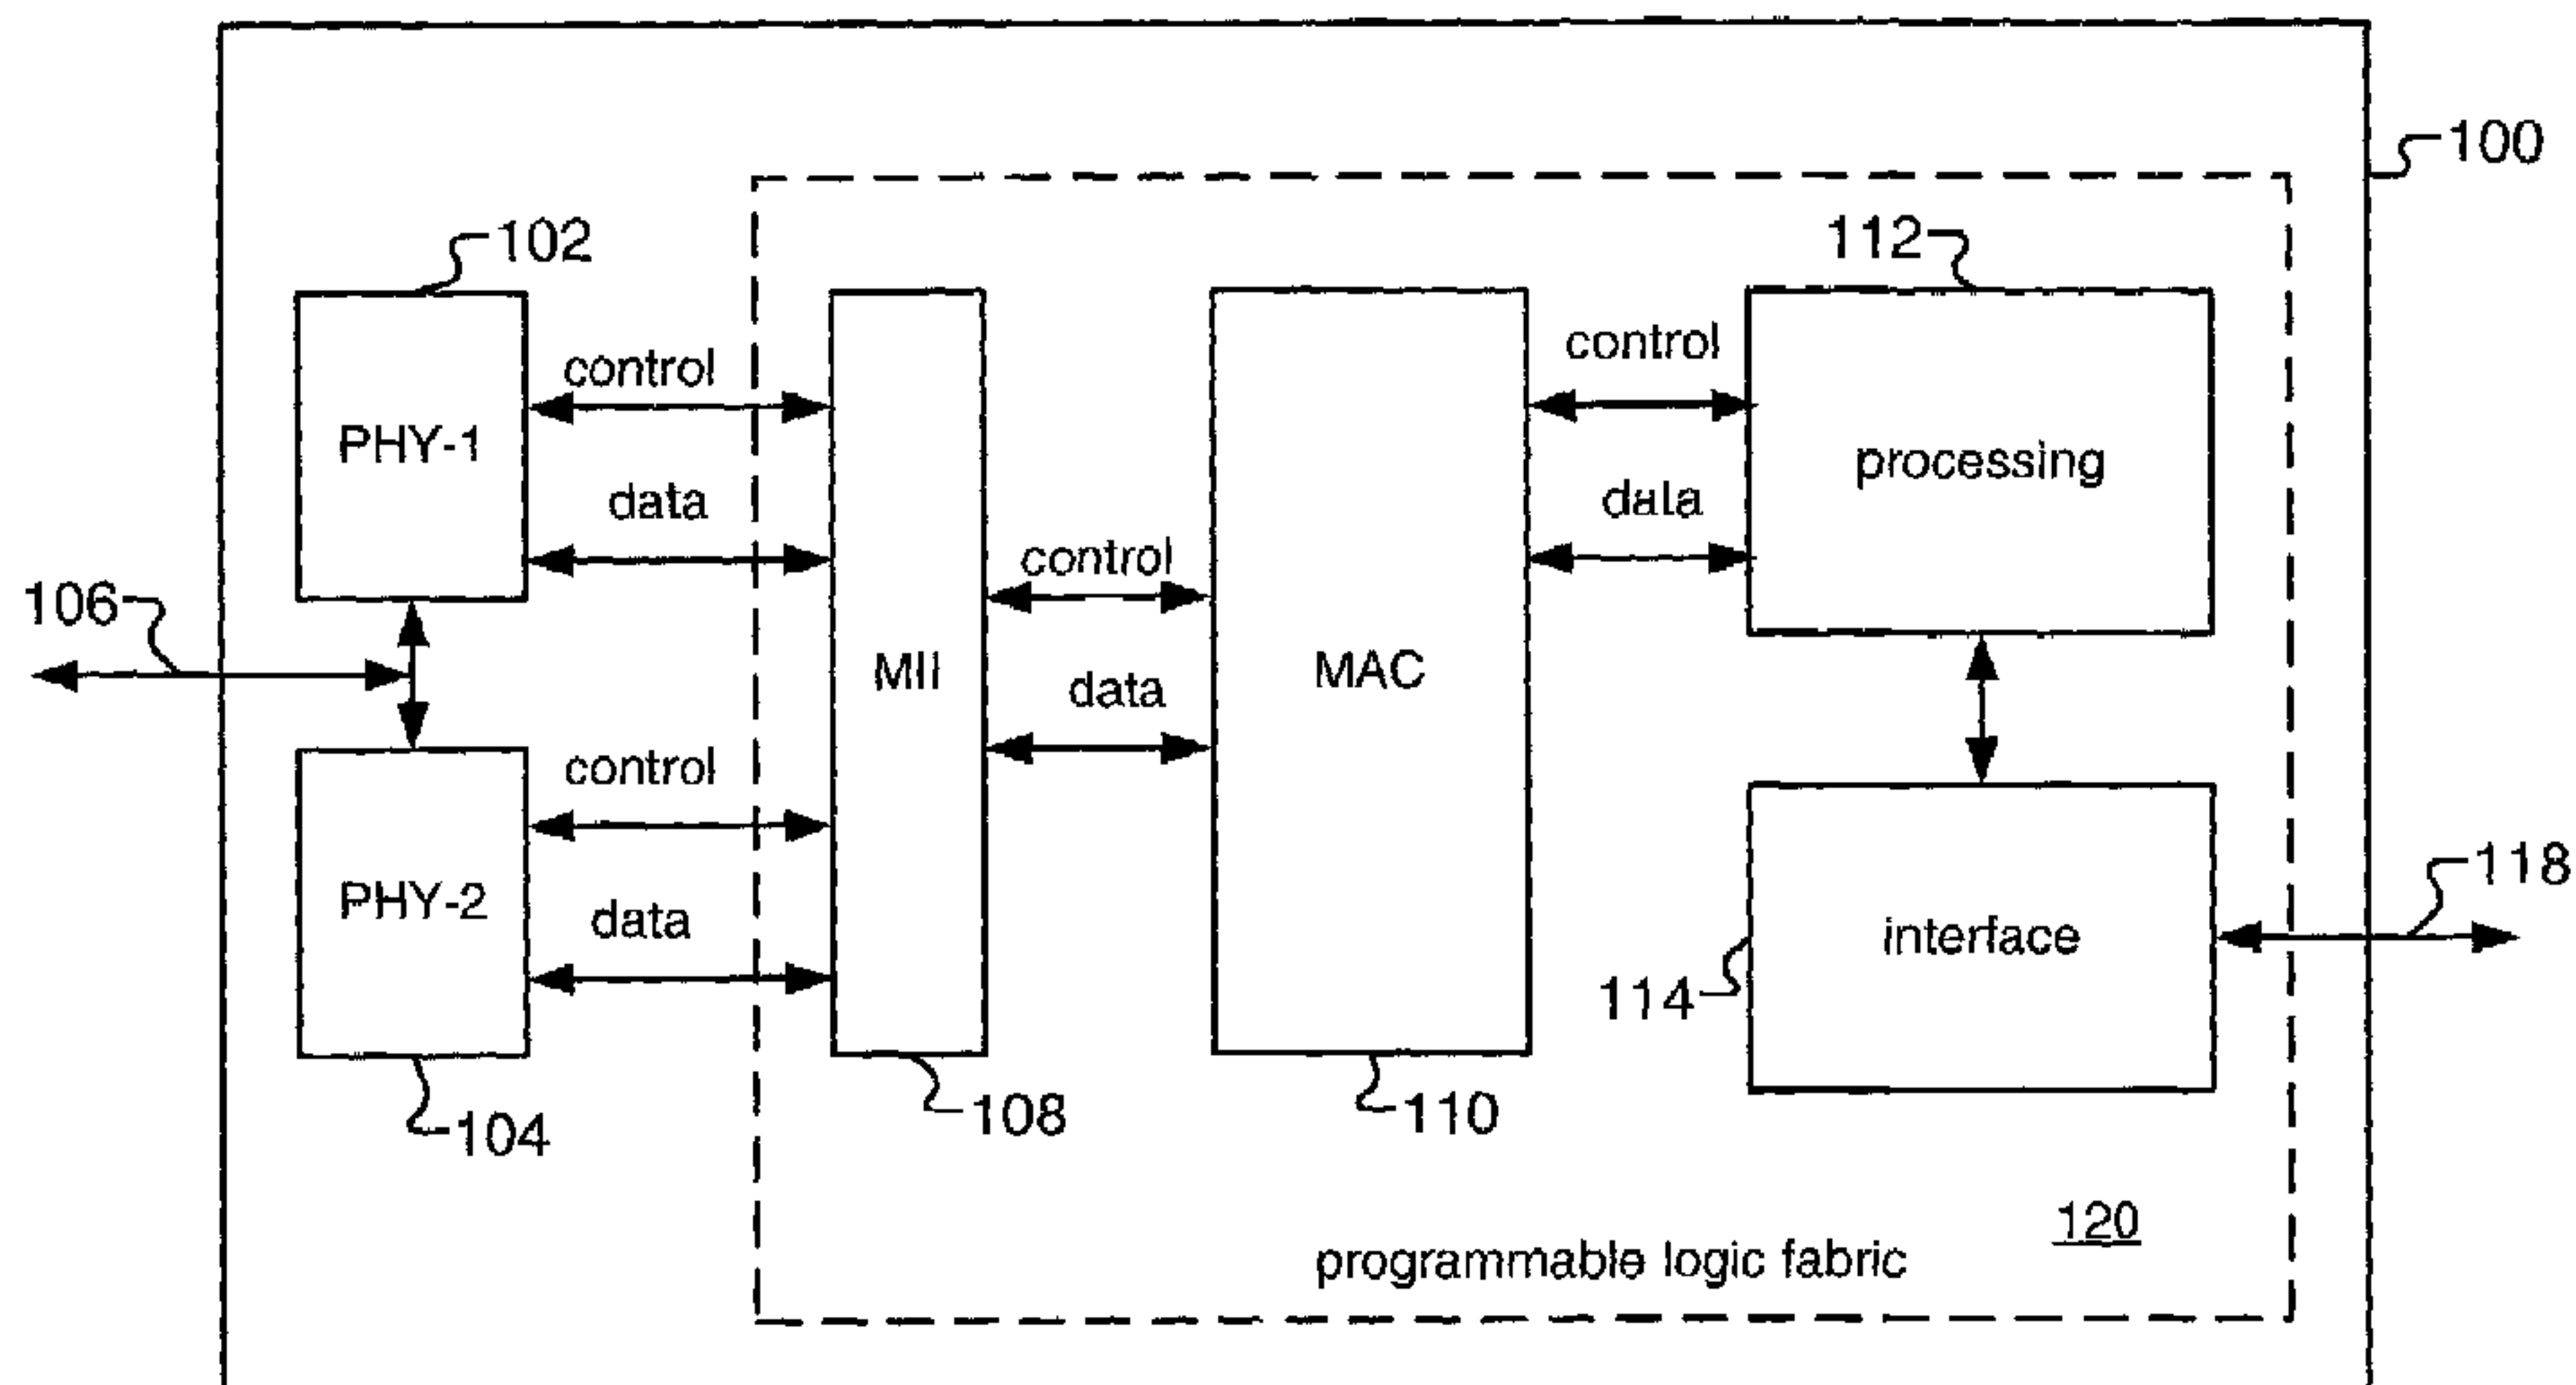 100
102
112
control
control
PHY-1
processing
data
data
control
106
MII
MAC
data
control
118
PHY-2
data
interface
114
104
108
110
120
programmable logic fabric